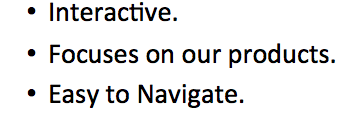 • Interactive.
• Focuses on our products.
• Easy to Navigate.